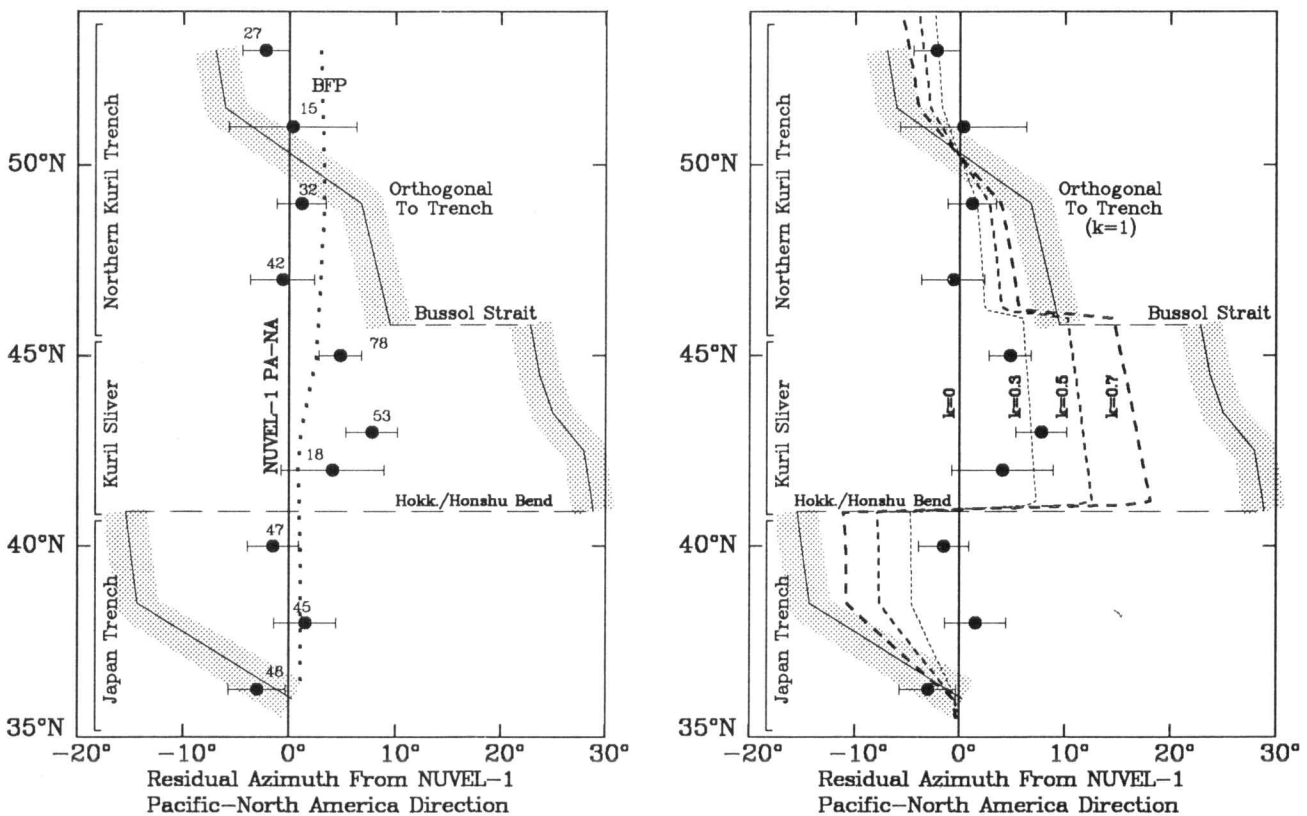 27
BFP
15
50°N
32
Orthogonal
To Trench
42
Bussol Strait
45°N
78
53
18
Hokk./Honshu Bend
40°N
47
45
48
35°N
Northern Kuril Trench
Kuril Sliver
Japan Trench
NUVEL-1 PA-NA
-20° -10° 0° 10° 20° 30°
Residual Azimuth From NUVEL-1
Pacific-North America Direction
50°N
Orthogonal
To Trench
(k=1)
Bussol Strait
45°N
k=0
k=0.3
k=0.5
k=0.7
Hokk./Honshu Bend
40°N
35°N
Northern Kuril Trench
Kuril Sliver
Japan Trench
-20° -10° 0° 10° 20° 30°
Residual Azimuth From NUVEL-1
Pacific-North America Direction